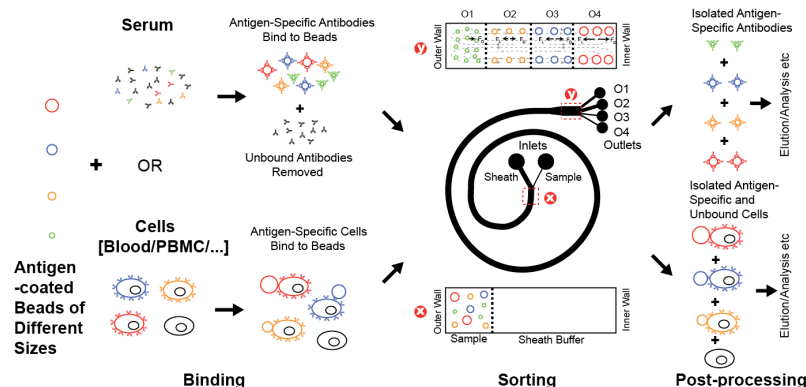 Serum
Antigen-Specific Antibodies
Bind to Beads
+
Unbound Antibodies
Removed
+
OR
Cells
[Blood/PBMC/...]
Antigen
-coated
Beads of
Different
Sizes
Antigen-Specific Cells
Bind to Beads
Binding
y
Outer Wall
O1
O2
O3
O4
Inner Wall
y
O1
O2
O3
O4
Outlets
Inlets
Sheath
Sample
x
x
Outer Wall
Inner Wall
Sample
Sheath Buffer
Sorting
Isolated Antigen-
Specific Antibodies
+
+
+
Elution/Analysis etc
Isolated Antigen-
Specific and
Unbound Cells
+
+
+
Elution/Analysis etc
Post-processing